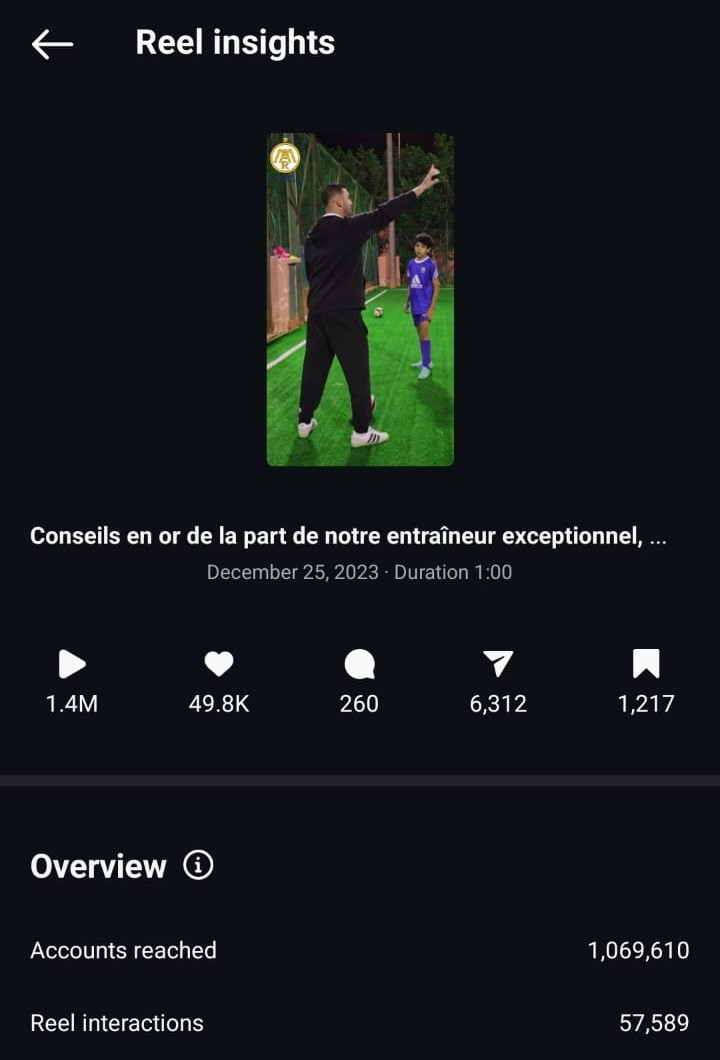 Reel insights
Conseils en or de la part de notre entraîneur exceptionnel, ...
December 25, 2023 · Duration 1:00
1.4M 49.8K 260 6,312 1,217
Overview
Accounts reached 1,069,610
Reel interactions 57,589